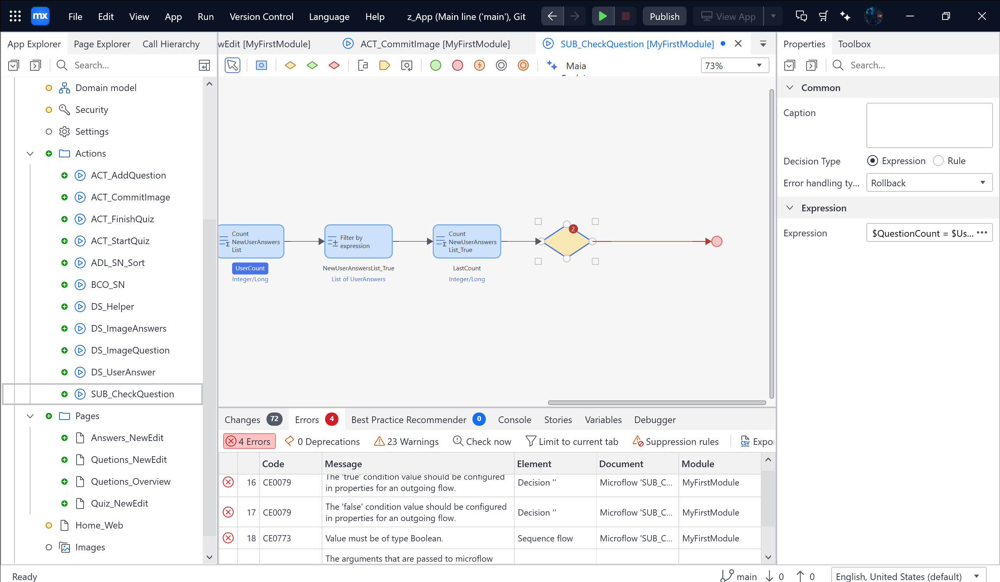 mx
File
Edit
View
App
Run
Version Control
Language
Help
z_App (Main line ('main'), Git
Publish
View App
App Explorer
Page Explorer
Call Hierarchy
wEdit [MyFirstModule]
ACT_CommitImage [MyFirstModule]
SUB_CheckQuestion [MyFirstModule]
Properties
Toolbox
Search...
Maia
73%
Search...
Domain model
Security
Settings
Actions
ACT_AddQuestion
ACT_CommitImage
ACT_FinishQuiz
ACT_StartQuiz
ADL_SN_Sort
BCO_SN
DS_Helper
DS_ImageAnswers
DS_ImageQuestion
DS_UserAnswer
SUB_CheckQuestion
Pages
Answers_NewEdit
Quetions_NewEdit
Quetions_Overview
Quiz_NewEdit
Home_Web
Images
Count
NewUserAnswers
List
UserCount
Integer/Long
Filter by
expression
NewUserAnswersList_True
List of UserAnswers
Count
NewUserAnswers
List_True
LastCount
Integer/Long
2
Common
Caption
Decision Type
Expression
Rule
Error handling ty...
Rollback
Expression
Expression
$QuestionCount = $Us...
Changes 72
Errors 4
Best Practice Recommender 0
Console
Stories
Variables
Debugger
4 Errors
0 Deprecations
23 Warnings
Check now
Limit to current tab
Suppression rules
CSV Expor
Code
Message
Element
Document
Module
16 CE0079
The 'true' condition value should be configured
in properties for an outgoing flow.
Decision ''
Microflow 'SUB_C...
MyFirstModule
17 CE0079
The 'false' condition value should be configured
in properties for an outgoing flow.
Decision ''
Microflow 'SUB_C...
MyFirstModule
18 CE0773
Value must be of type Boolean.
Sequence flow
Microflow 'SUB_C...
MyFirstModule
The arguments that are passed to microflow
Ready
main
0
0
English, United States (default)